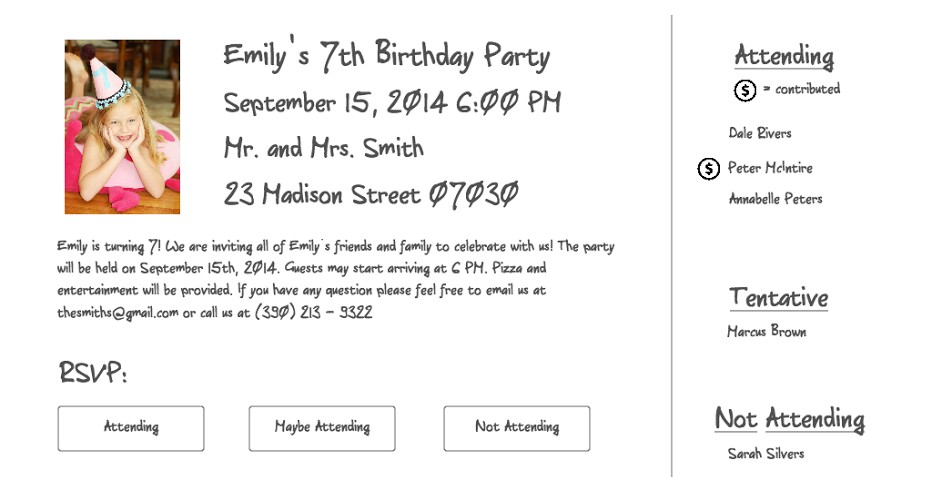 Emily's 7th Birthday Party
September 15, 2014 6:00 PM
Mr. and Mrs. Smith
23 Madison Street 07030
Emily is turning 7! We are inviting all of Emily's friends and family to celebrate with us! The party
will be held on September 15th, 2014. Guests may start arriving at 6 PM. Pizza and
entertainment will be provided. If you have any question please feel free to email us at
thesmiths@gmail.com or call us at (390) 213 - 9322
RSVP:
Attending
Maybe Attending
Not Attending
Attending
$ = contributed
Dale Rivers
$ Peter McIntire
Annabelle Peters
Tentative
Marcus Brown
Not Attending
Sarah Silvers